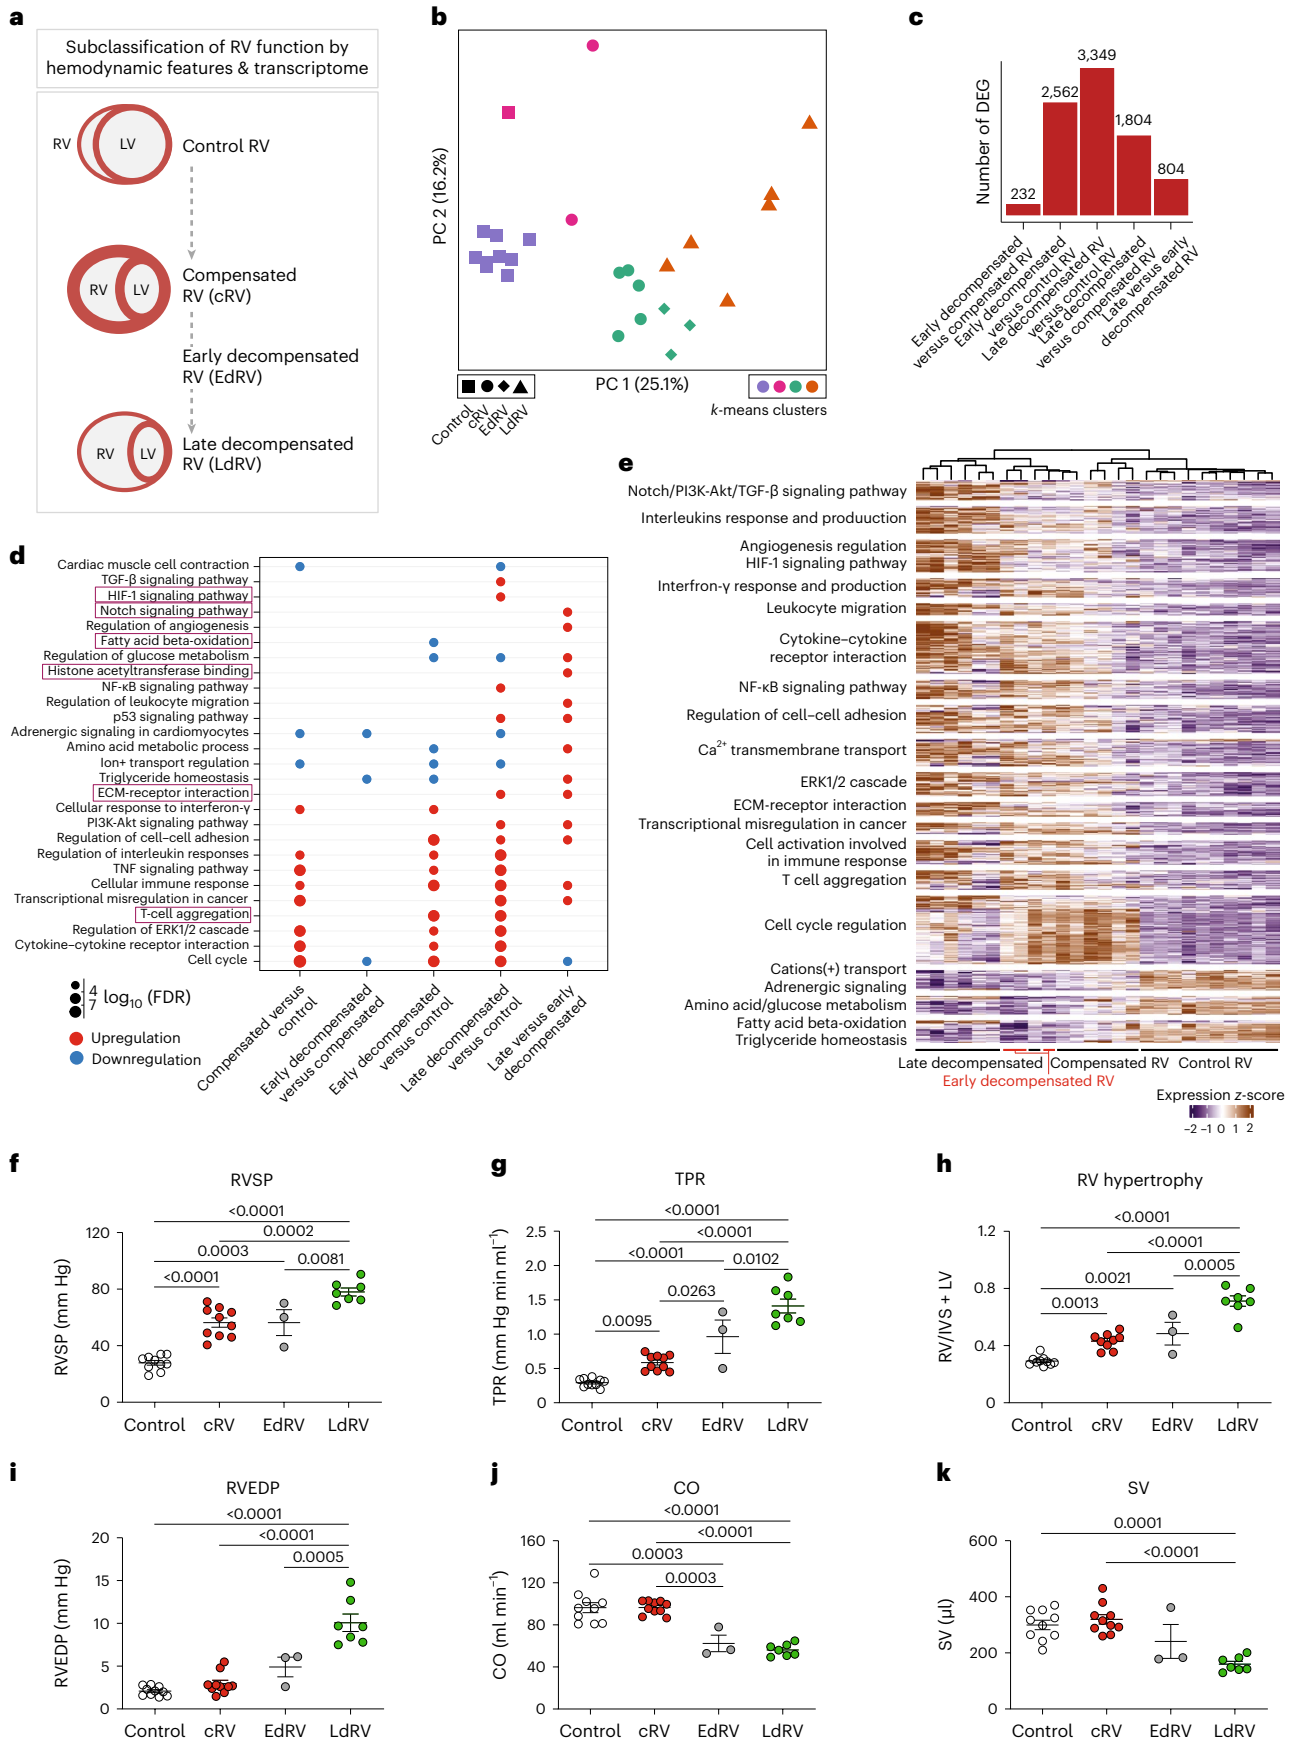 a
Subclassification of RV function by
hemodynamic features & transcriptome
RV
LV
Control RV
RV
LV
Compensated
RV (cRV)
Early decompensated
RV (EdRV)
RV
LV
Late decompensated
RV (LdRV)
b
PC 2 (16.2%)
PC 1 (25.1%)
Control
cRV
EdRV
LdRV
k-means clusters
c
Number of DEG
232
2,562
3,349
1,804
804
Early decompensated
versus compensated RV
Early decompensated
versus control RV
Late decompensated RV
versus control RV
Late decompensated
versus compensated RV
Late versus early
decompensated RV
d
Cardiac muscle cell contraction
TGF-β signaling pathway
HIF-1 signaling pathway
Notch signaling pathway
Regulation of angiogenesis
Fatty acid beta-oxidation
Regulation of glucose metabolism
Histone acetyltransferase binding
NF-κB signaling pathway
Regulation of leukocyte migration
p53 signaling pathway
Adrenergic signaling in cardiomyocytes
Amino acid metabolic process
Ion+ transport regulation
Triglyceride homeostasis
ECM-receptor interaction
Cellular response to interferon-γ
PI3K-Akt signaling pathway
Regulation of cell–cell adhesion
Regulation of interleukin responses
TNF signaling pathway
Cellular immune response
Transcriptional misregulation in cancer
T-cell aggregation
Regulation of ERK1/2 cascade
Cytokine–cytokine receptor interaction
Cell cycle
4
7
log10 (FDR)
Upregulation
Downregulation
Compensated versus
control
Early decompensated
versus compensated
Early decompensated
versus control
Late decompensated
versus control
Late versus early
decompensated
e
Notch/PI3K-Akt/TGF-β signaling pathway
Interleukins response and produuction
Angiogenesis regulation
HIF-1 signaling pathway
Interfron-γ response and production
Leukocyte migration
Cytokine–cytokine
receptor interaction
NF-κB signaling pathway
Regulation of cell–cell adhesion
Ca2+ transmembrane transport
ERK1/2 cascade
ECM-receptor interaction
Transcriptional misregulation in cancer
Cell activation involved
in immune response
T cell aggregation
Cell cycle regulation
Cations(+) transport
Adrenergic signaling
Amino acid/glucose metabolism
Fatty acid beta-oxidation
Triglyceride homeostasis
Late decompensated
Compensated RV
Control RV
Early decompensated RV
Expression z-score
–2 –1 0 1 2
f
RVSP
RVSP (mm Hg)
120
80
40
0
<0.0001
0.0002
0.0003
0.0081
<0.0001
Control
cRV
EdRV
LdRV
g
TPR
TPR (mm Hg min ml−1)
2.5
2.0
1.5
1.0
0.5
0
<0.0001
<0.0001
<0.0001
0.0102
0.0263
0.0095
Control
cRV
EdRV
LdRV
h
RV hypertrophy
RV/IVS + LV
1.2
0.8
0.4
0
<0.0001
<0.0001
0.0005
0.0021
0.0013
Control
cRV
EdRV
LdRV
i
RVEDP
RVEDP (mm Hg)
20
15
10
5
0
<0.0001
<0.0001
0.0005
Control
cRV
EdRV
LdRV
j
CO
CO (ml min−1)
160
120
80
40
0
<0.0001
<0.0001
0.0003
0.0003
Control
cRV
EdRV
LdRV
k
SV
SV (µl)
600
400
200
0
0.0001
<0.0001
Control
cRV
EdRV
LdRV